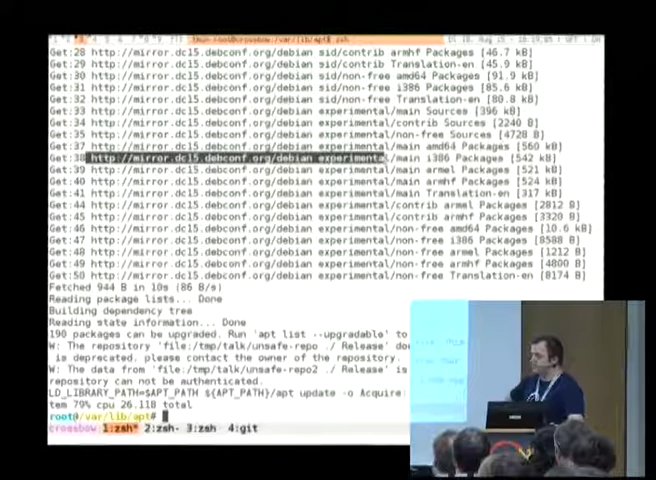 Get:28 http://mirror.dc15.debconf.org/debian sid/contrib armhf Packages [46.7 kB]
Get:29 http://mirror.dc15.debconf.org/debian sid/contrib Translation-en [45.9 kB]
Get:30 http://mirror.dc15.debconf.org/debian sid/non-free amd64 Packages [91.9 kB]
Get:31 http://mirror.dc15.debconf.org/debian sid/non-free i386 Packages [85.6 kB]
Get:32 http://mirror.dc15.debconf.org/debian sid/non-free Translation-en [80.8 kB]
Get:33 http://mirror.dc15.debconf.org/debian experimental/main Sources [396 kB]
Get:34 http://mirror.dc15.debconf.org/debian experimental/contrib Sources [2240 B]
Get:35 http://mirror.dc15.debconf.org/debian experimental/non-free Sources [4728 B]
Get:37 http://mirror.dc15.debconf.org/debian experimental/main amd64 Packages [560 kB]
Get:38 http://mirror.dc15.debconf.org/debian experimental/main i386 Packages [542 kB]
Get:39 http://mirror.dc15.debconf.org/debian experimental/main armel Packages [521 kB]
Get:40 http://mirror.dc15.debconf.org/debian experimental/main armhf Packages [524 kB]
Get:41 http://mirror.dc15.debconf.org/debian experimental/main Translation-en [317 kB]
Get:44 http://mirror.dc15.debconf.org/debian experimental/contrib armel Packages [2812 B]
Get:45 http://mirror.dc15.debconf.org/debian experimental/contrib armhf Packages [3320 B]
Get:46 http://mirror.dc15.debconf.org/debian experimental/non-free amd64 Packages [10.6 kB]
Get:47 http://mirror.dc15.debconf.org/debian experimental/non-free i386 Packages [8588 B]
Get:48 http://mirror.dc15.debconf.org/debian experimental/non-free armel Packages [1212 B]
Get:49 http://mirror.dc15.debconf.org/debian experimental/non-free armhf Packages [4800 B]
Get:50 http://mirror.dc15.debconf.org/debian experimental/non-free Translation-en [8174 B]
Fetched 944 B in 10s (86 B/s)
Reading package lists... Done
Building dependency tree
Reading state information... Done
190 packages can be upgraded. Run 'apt list --upgradable' to
W: The repository 'file:/tmp/talk/unsafe-repo ./ Release' do
is deprecated, please contact the owner of the repository.
W: The data from 'file:/tmp/talk/unsafe-repo2 ./ Release' is
repository can not be authenticated.
LD_LIBRARY_PATH=$APT_PATH ${APT_PATH}/apt update -o Acquire:
tem 79% cpu 26.118 total
root@/var/lib/apt#
crossbow 1:zsh* 2:zsh- 3:zsh 4:git